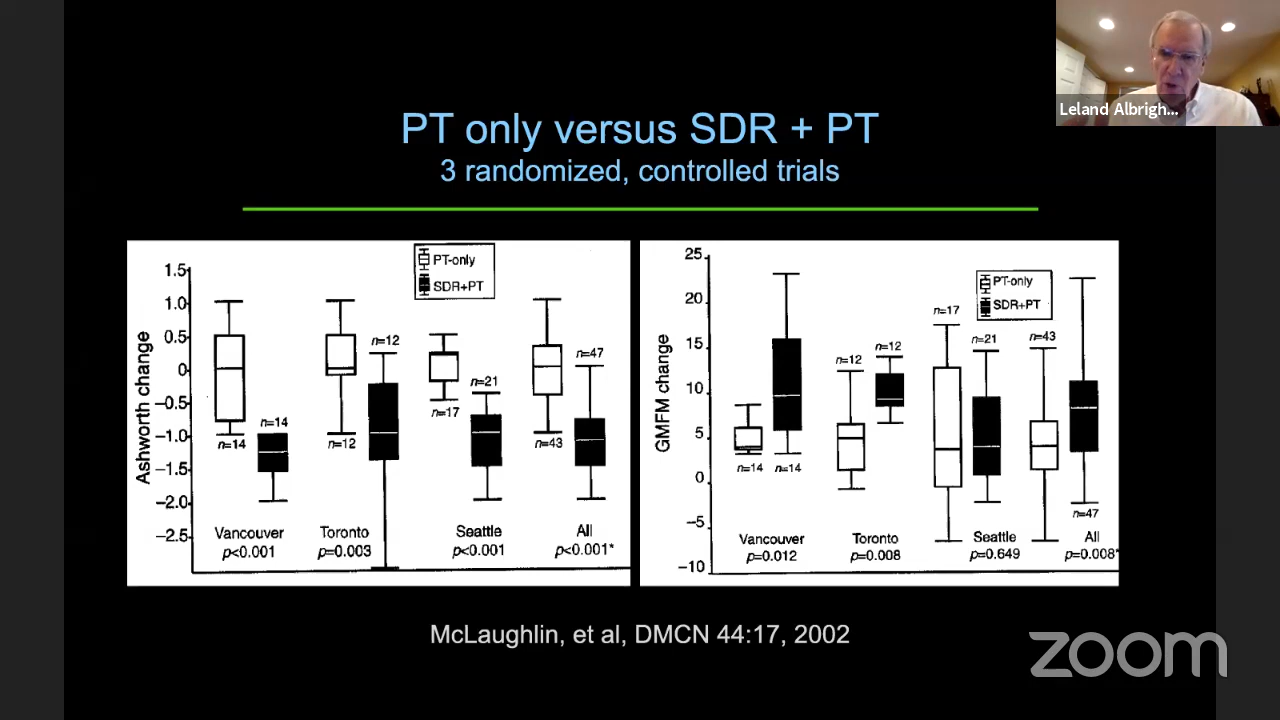 Leland Albrigh...
PT only versus SDR + PT
3 randomized, controlled trials
PT-only
SDR+PT
1.5
1.0
0.5
0
−0.5
−1.0
−1.5
−2.0
−2.5
Ashworth change
n=14
n=14
n=12
n=12
n=17
n=21
n=43
n=47
Vancouver
p<0.001
Toronto
p=0.003
Seattle
p<0.001
All
p<0.001*
PT-only
SDR+PT
25
20
15
10
5
0
−5
−10
GMFM change
n=14
n=14
n=12
n=12
n=17
n=21
n=43
n=47
Vancouver
p=0.012
Toronto
p=0.008
Seattle
p=0.649
All
p=0.008*
McLaughlin, et al, DMCN 44:17, 2002
zoom